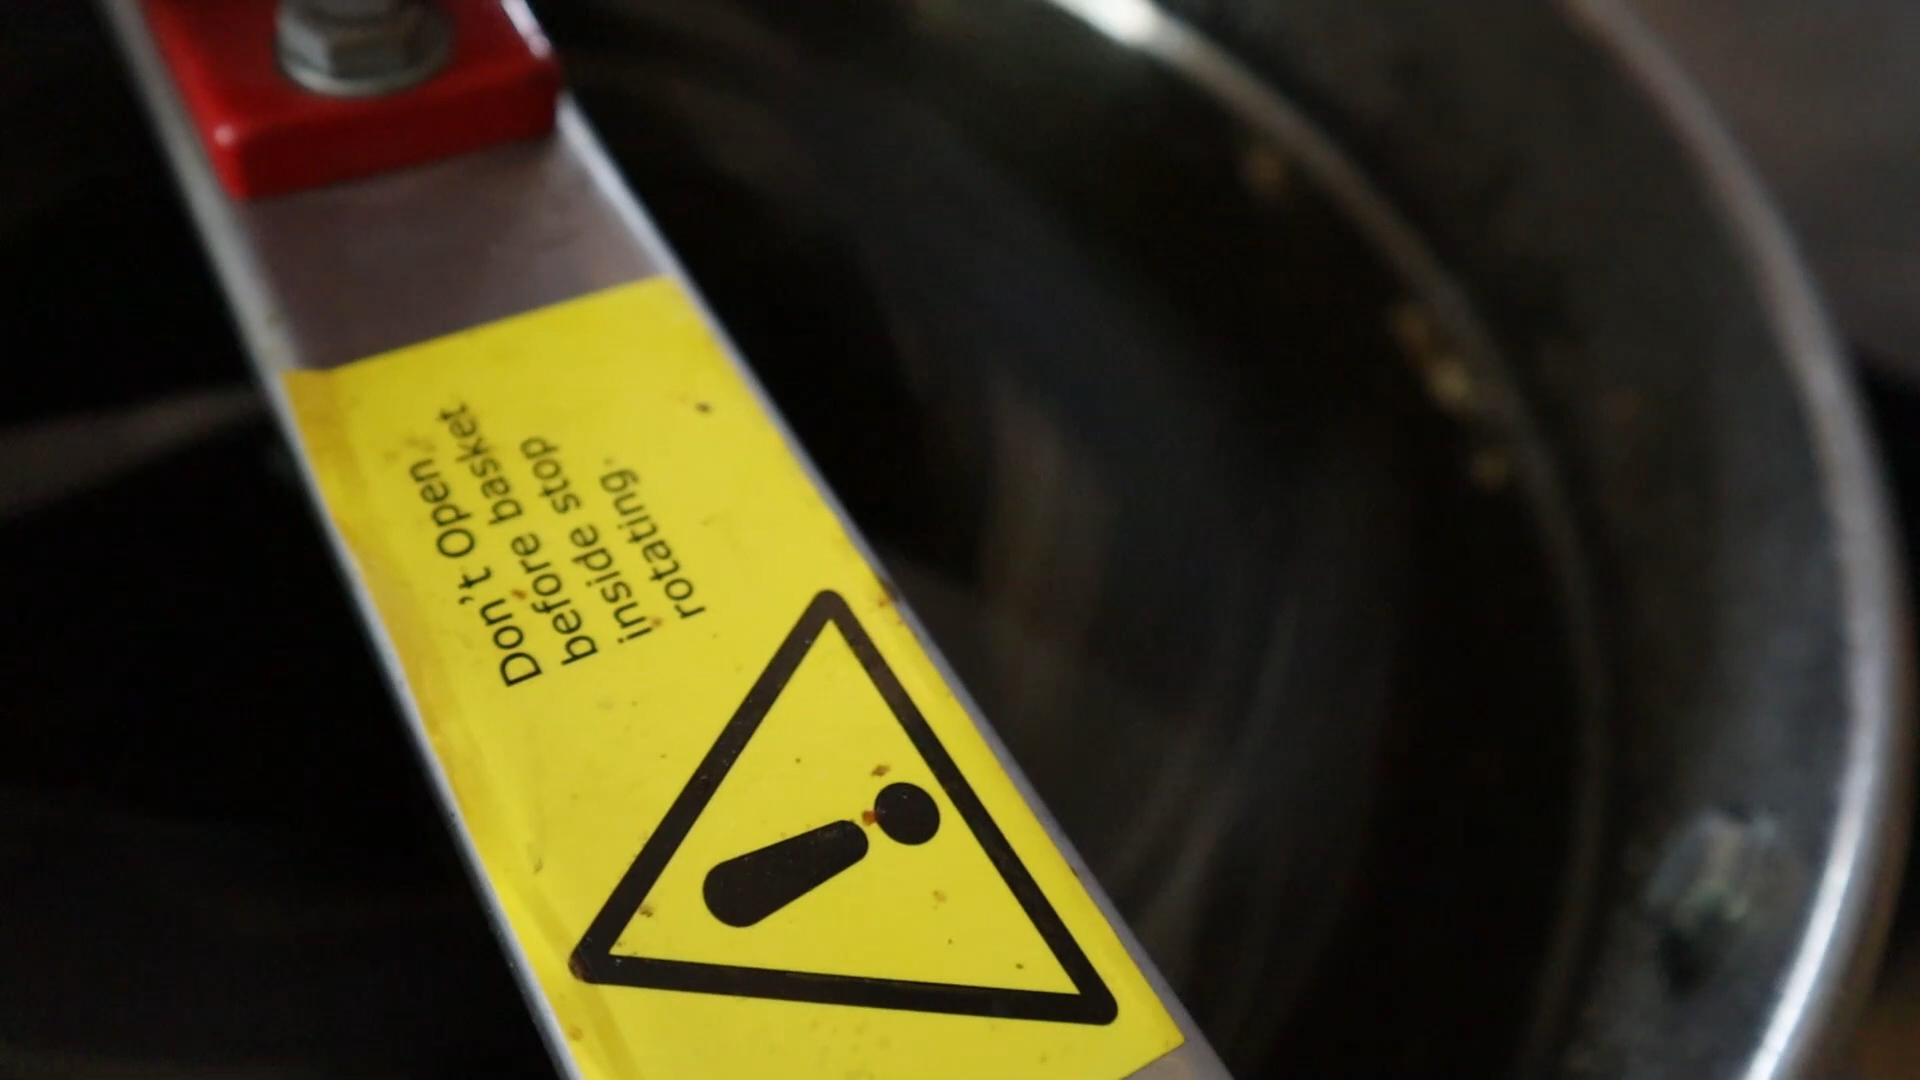 Don't Open,
before basket
inside stop
rotating.